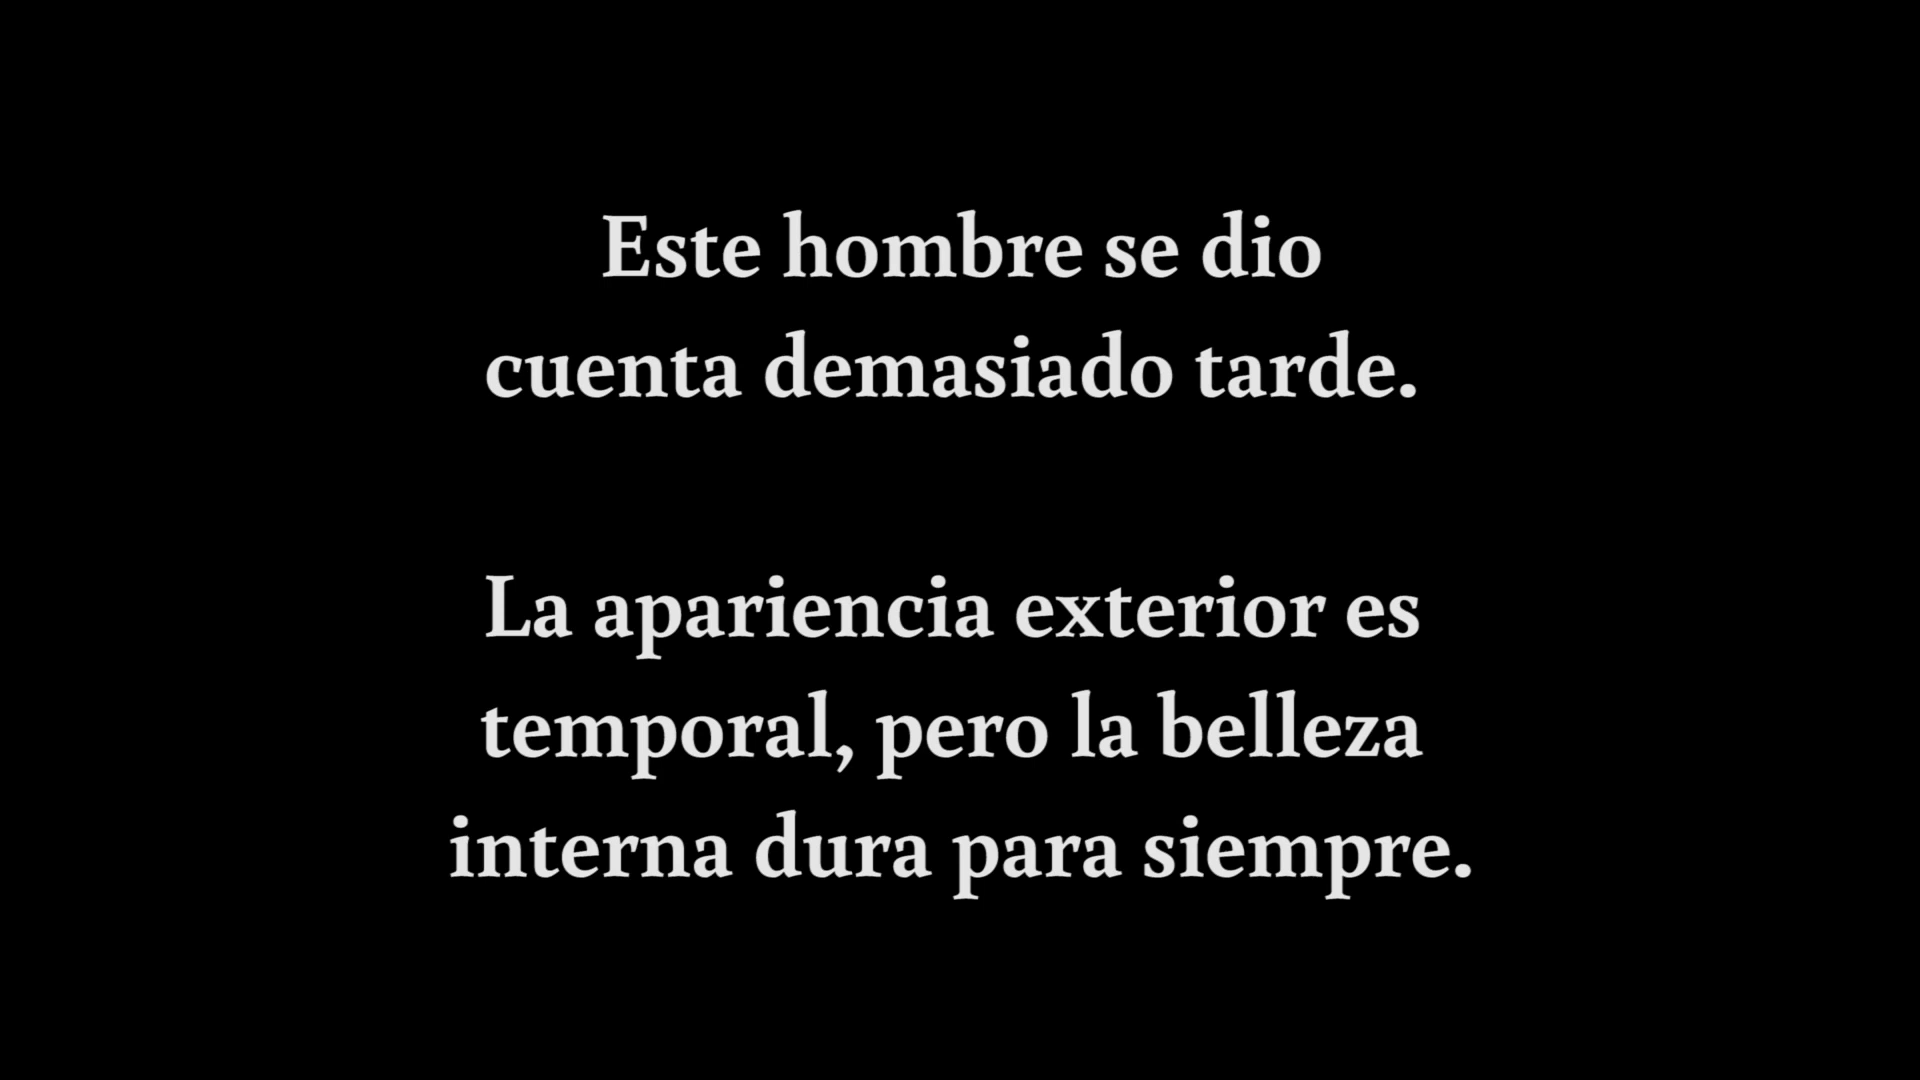 Este hombre se dio
cuenta demasiado tarde.
La apariencia exterior es
temporal, pero la belleza
interna dura para siempre.